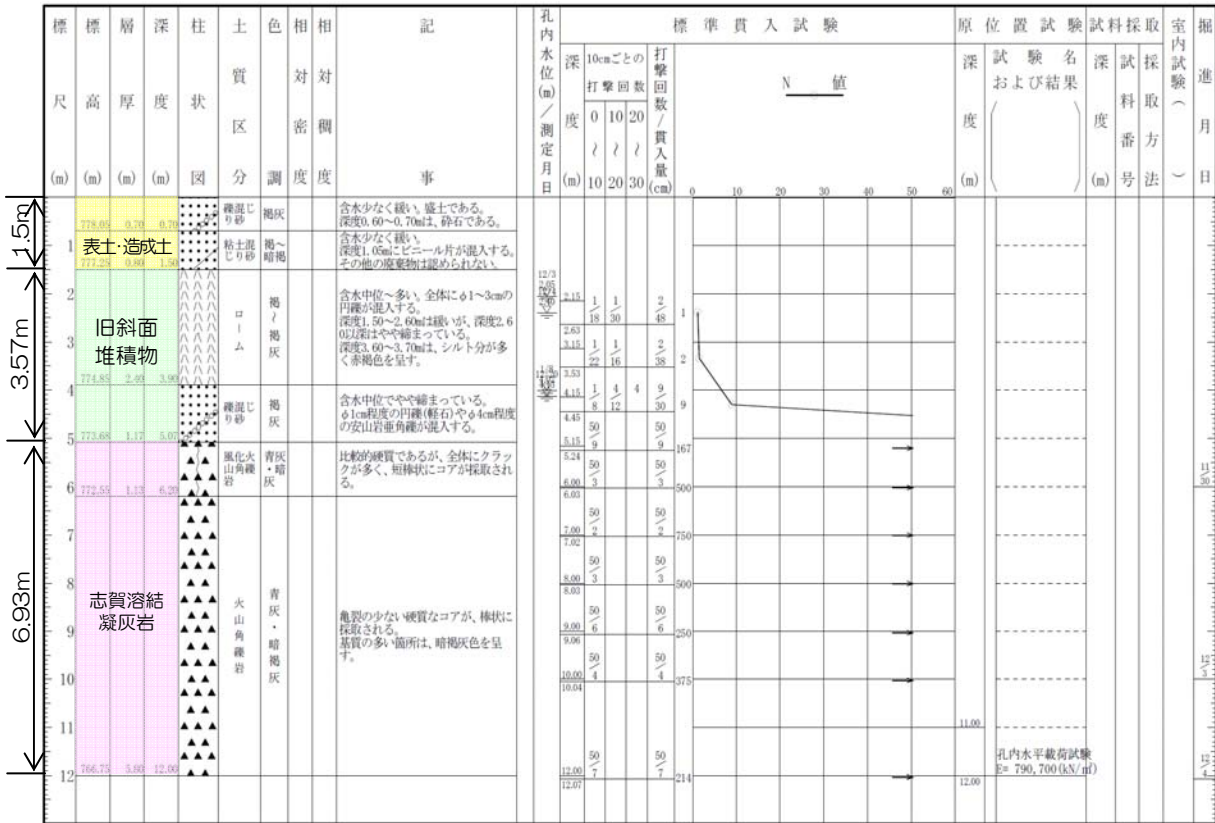 標尺(m)
標高(m)
層厚(m)
深度(m)
柱状図
土質区分
色調
相対密度
相対稠度
記事
孔内水位(m)/測定月日
標準貫入試験
深度(m)
10cmごとの打撃回数
0~10
10~20
20~30
打撃回数/貫入量(cm)
N 値
0 10 20 30 40 50 60
原位置試験
深度(m)
試験名および結果
試料採取
深度(m)
試料番号
採取方法
室内試験( )
掘進月日
1.5m
表土・造成土
778.05 0.70 0.70
礫混じり砂
褐灰
含水少なく緩い。盛土である。
深度0.60~0.70mは、砕石である。
1
777.25 0.80 1.50
粘土混じり砂
褐~暗褐
含水少なく緩い。
深度1.05mにビニール片が混入する。
その他の廃棄物は認められない。
3.57m
旧斜面
堆積物
2
3
774.85 2.40 3.90
ローム
褐~褐灰
含水中位~多い。全体にφ1~3cmの
円礫が混入する。
深度1.50~2.60mは緩いが、深度2.6
0以深はやや締まっている。
深度3.60~3.70mは、シルト分が多
く赤褐色を呈す。
12/3
2.05
2.15 1/18 1/30 2/48 1
2.63
3.15 1/22 1/16 2/38 2
3.53
4
773.68 1.17 5.07
礫混じり砂
褐灰
含水中位でやや締まっている。
φ1cm程度の円礫(軽石)やφ4cm程度
の安山岩亜角礫が混入する。
4.15 1/8 4/12 4 9/30 9
4.45
5
6.93m
志賀溶結
凝灰岩
772.55 1.13 6.20
風化火山角礫岩
青灰・暗灰
比較的硬質であるが、全体にクラッ
クが多く、短棒状にコアが採取され
る。
5.15 50/9 50/9 167
5.24
6
6.00 50/3 50/3 500
6.03
11/30
7
7.00 50/2 50/2 750
7.02
8
8.00 50/3 50/3 500
8.03
火山角礫岩
青灰・暗褐灰
亀裂の少ない硬質なコアが、棒状に
採取される。
基質の多い箇所は、暗褐灰色を呈
す。
9
9.00 50/6 50/6 250
9.06
10
10.00 50/4 50/4 375
10.04
12/3
11
11.00
孔内水平載荷試験
E= 790,700(kN/㎡)
12.00
766.75 5.80 12.00
12
12.00 50/7 50/7 214
12.07
12/4